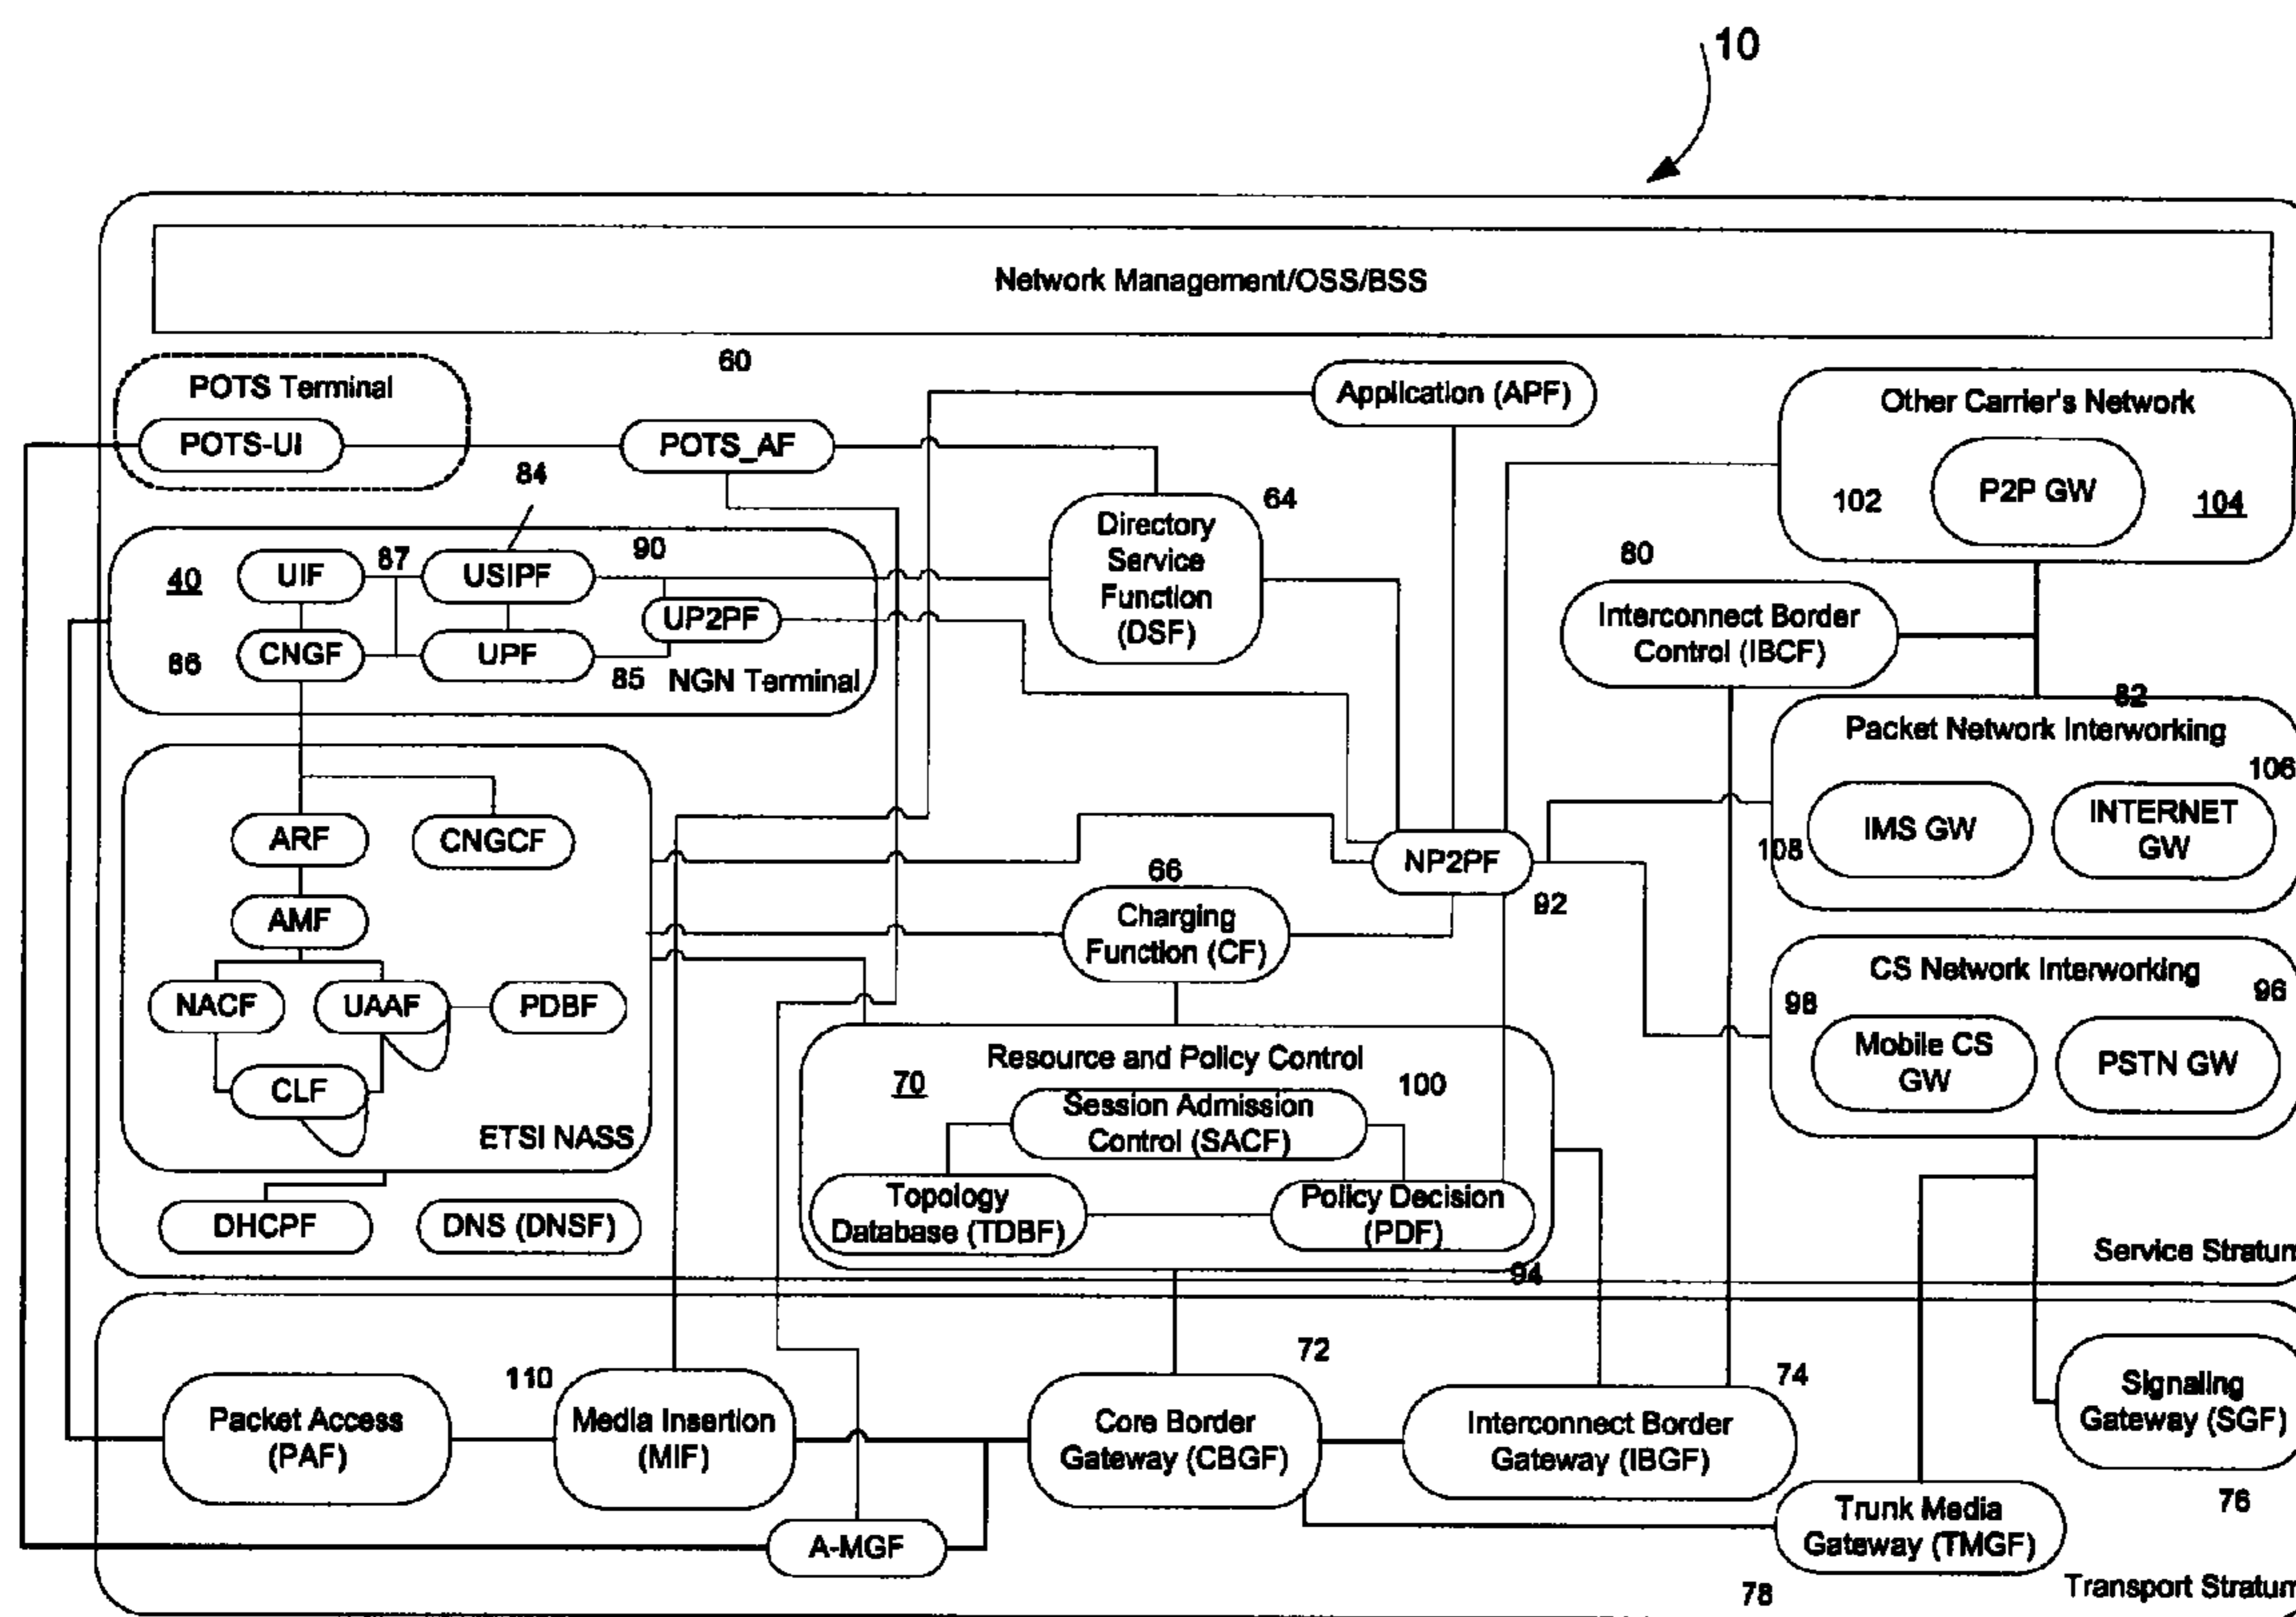 10
Network Management/OSS/BSS
60
POTS Terminal
POTS-UI
POTS_AF
Application (APF)
Other Carrier's Network
P2P GW
102
104
84
64
Directory
Service
Function
(DSF)
40
UIF
87
USIPF
90
UP2PF
86
CNGF
UPF
85
NGN Terminal
80
Interconnect Border
Control (IBCF)
82
Packet Network Interworking
106
IMS GW
INTERNET
GW
108
ARF
CNGCF
AMF
NACF
UAAF
PDBF
CLF
ETSI NASS
NP2PF
92
66
Charging
Function (CF)
CS Network Interworking
98
96
Mobile CS
GW
PSTN GW
Resource and Policy Control
70
100
Session Admission
Control (SACF)
Topology
Database (TDBF)
Policy Decision
(PDF)
94
DHCPF
DNS (DNSF)
Service Stratum
110
72
74
Packet Access
(PAF)
Media Insertion
(MIF)
Core Border
Gateway (CBGF)
Interconnect Border
Gateway (IBGF)
Signaling
Gateway (SGF)
76
A-MGF
Trunk Media
Gateway (TMGF)
78
Transport Stratum